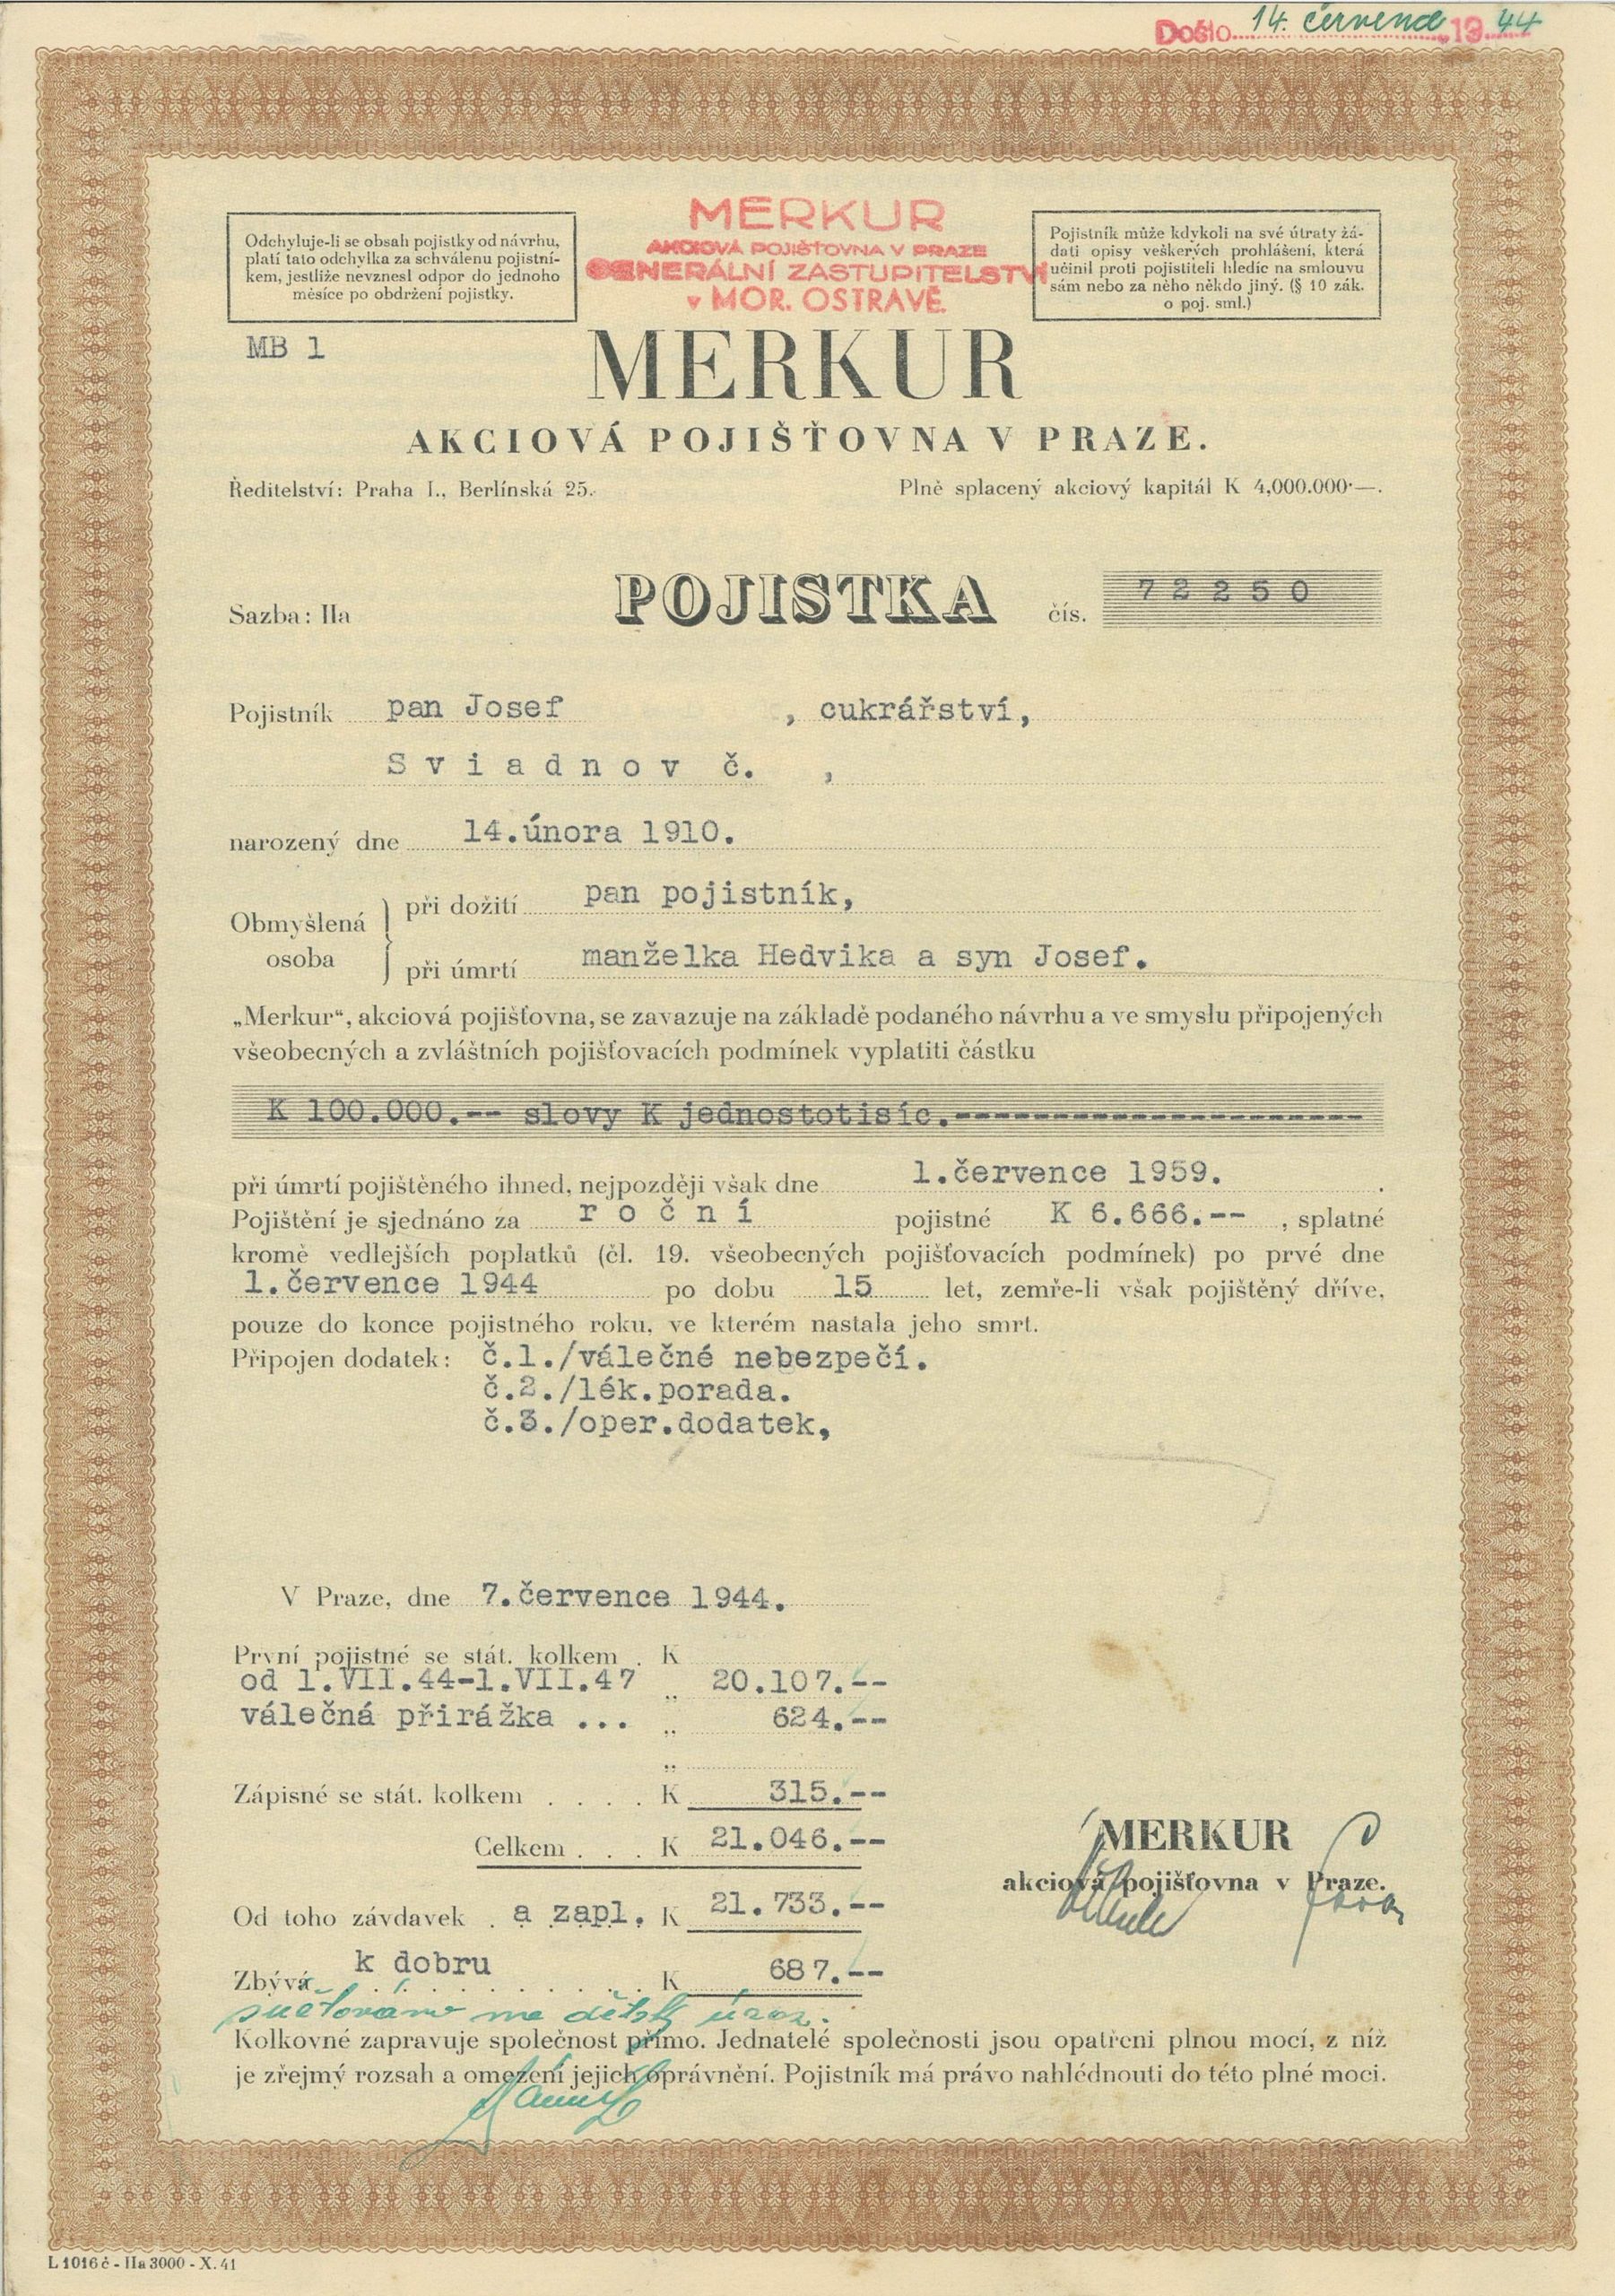 Došlo 14. července 1944
Odchyluje-li se obsah pojistky od návrhu,
platí tato odchylka za schválenu pojistní-
kem, jestliže nevznesl odpor do jednoho
měsíce po obdržení pojistky.
MERKUR
AKCIOVÁ POJIŠŤOVNA V PRAZE
GENERÁLNÍ ZASTUPITELSTVÍ
v MOR. OSTRAVĚ.
Pojistník může kdykoli na své útraty žá-
dati opisy veškerých prohlášení, která
učinil proti pojistiteli hledíc na smlouvu
sám nebo za něho někdo jiný. (§ 10 zák.
o poj. sml.)
MB 1
MERKUR
AKCIOVÁ POJIŠŤOVNA V PRAZE.
Ředitelství: Praha I., Berlínská 25.
Plně splacený akciový kapitál K 4,000.000·—.
Sazba: IIa POJISTKA čís. 72250
Pojistník pan Josef , cukrářství,
Sviadnov č. ,
narozený dne 14.února 1910.
Obmyšlená osoba
při dožití pan pojistník,
při úmrtí manželka Hedvika a syn Josef.
„Merkur“, akciová pojišťovna, se zavazuje na základě podaného návrhu a ve smyslu připojených
všeobecných a zvláštních pojišťovacích podmínek vyplatiti částku
K 100.000.-- slovy K jednostotisíc.---------------------
při úmrtí pojištěného ihned, nejpozději však dne 1.července 1959. .
Pojištění je sjednáno za roční pojistné K 6.666.-- , splatné
kromě vedlejších poplatků (čl. 19. všeobecných pojišťovacích podmínek) po prvé dne
1.července 1944 po dobu 15 let, zemře-li však pojištěný dříve,
pouze do konce pojistného roku, ve kterém nastala jeho smrt.
Připojen dodatek: č.1./válečné nebezpečí.
č.2./lék.porada.
č.3./oper.dodatek,
V Praze, dne 7.července 1944.
První pojistné se stát. kolkem . K
od 1.VII.44-1.VII.47 „ 20.107.--
válečná přirážka ... „ 624.--
„
Zápisné se stát. kolkem . . . . K 315.--
Celkem . . . K 21.046.--
Od toho závdavek . a zapl. K 21.733.--
Zbývá k dobru K 687.--
MERKUR
akciová pojišťovna v Praze.
Kolkovné zapravuje společnost přímo. Jednatelé společnosti jsou opatřeni plnou mocí, z níž
je zřejmý rozsah a omezení jejich oprávnění. Pojistník má právo nahlédnouti do této plné moci.
L 1016 č - IIa 3000 - X. 41